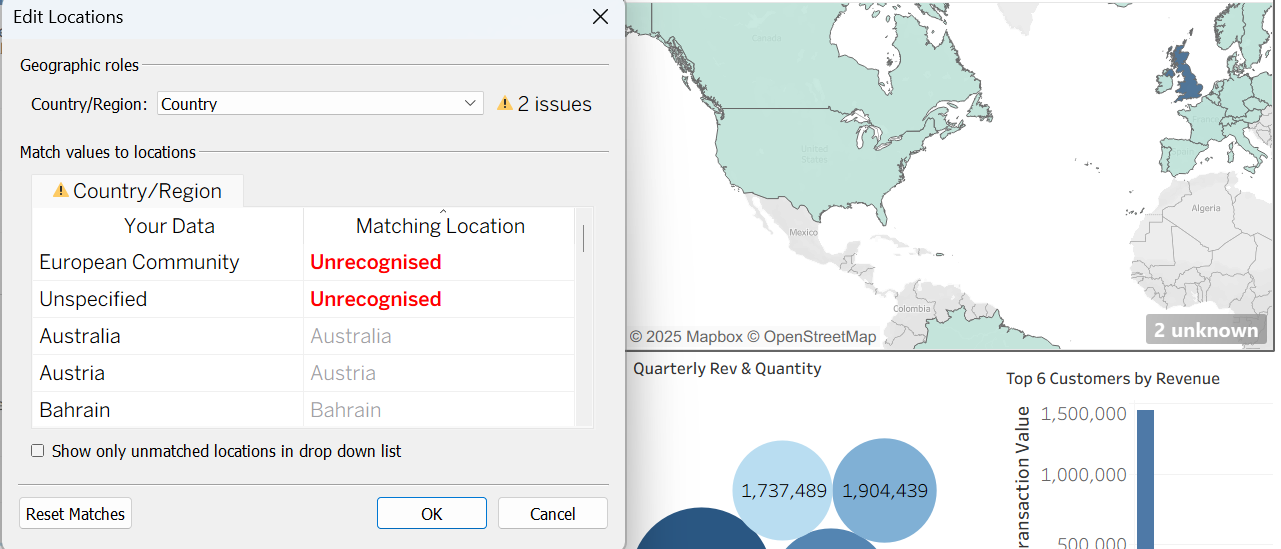 Edit Locations
Geographic roles
Country/Region: Country 2 issues
Match values to locations
Country/Region
Your Data Matching Location
European Community Unrecognised
Unspecified Unrecognised
Australia Australia
Austria Austria
Bahrain Bahrain
Show only unmatched locations in drop down list
Reset Matches OK Cancel
Canada
United
States
Mexico
France
Algeria
Colombia
© 2025 Mapbox © OpenStreetMap
2 unknown
Quarterly Rev & Quantity
1,737,489 1,904,439
Top 6 Customers by Revenue
ransaction Value
1,500,000
1,000,000
500,000